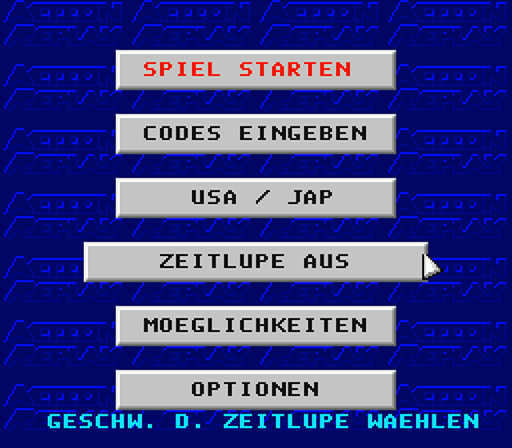 SPIEL STARTEN
CODES EINGEBEN
USA / JAP
ZEITLUPE AUS
MOEGLICHKEITEN
OPTIONEN
GESCHW. D. ZEITLUPE WAEHLEN